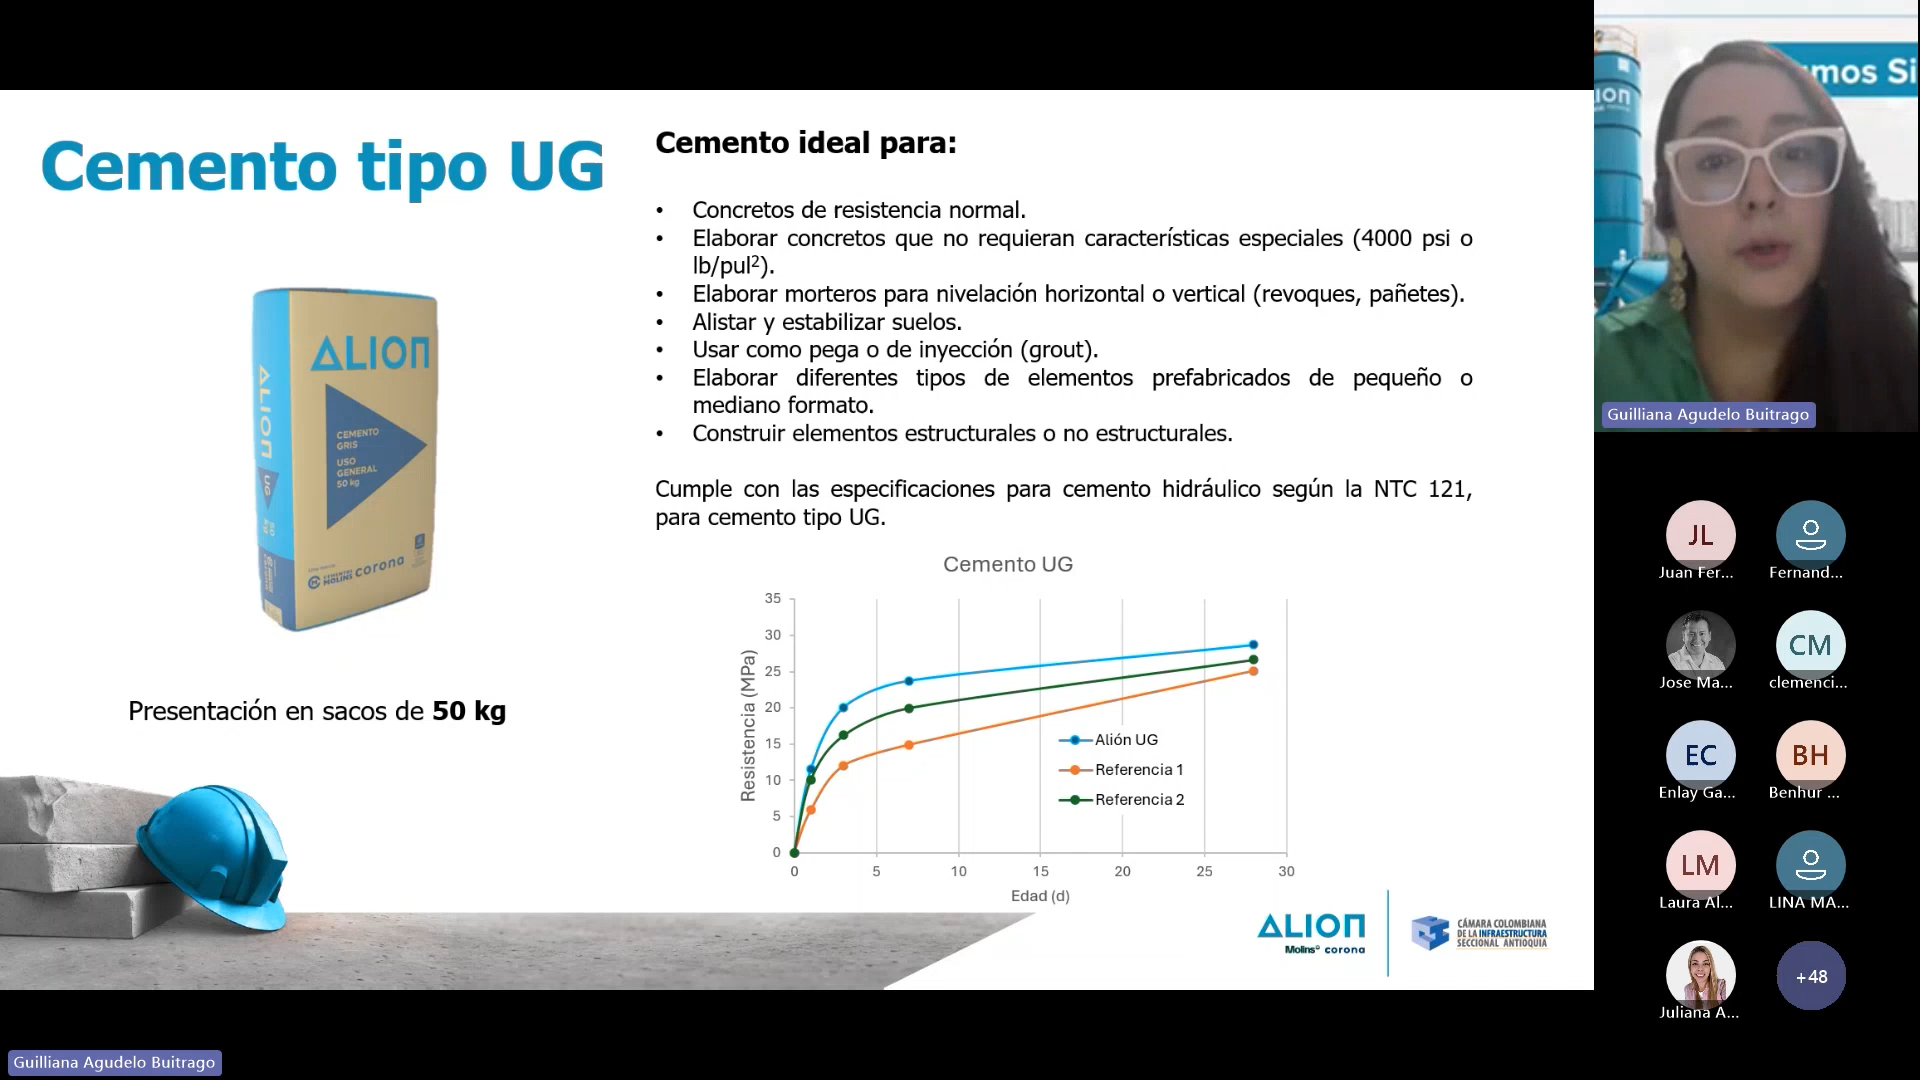 Cemento tipo UG
Cemento ideal para:
• Concretos de resistencia normal.
• Elaborar concretos que no requieran características especiales (4000 psi o
lb/pul²).
• Elaborar morteros para nivelación horizontal o vertical (revoques, pañetes).
• Alistar y estabilizar suelos.
• Usar como pega o de inyección (grout).
• Elaborar diferentes tipos de elementos prefabricados de pequeño o
mediano formato.
• Construir elementos estructurales o no estructurales.
Cumple con las especificaciones para cemento hidráulico según la NTC 121,
para cemento tipo UG.
ALION
ALION
CEMENTO
GRIS
USO
GENERAL
50 kg
UG
CEMENTOS
MOLINS corona
Presentación en sacos de 50 kg
Cemento UG
Resistencia (MPa)
35
30
25
20
15
10
5
0
0 5 10 15 20 25 30
Edad (d)
Alión UG
Referencia 1
Referencia 2
ALION
Molins corona
CÁMARA COLOMBIANA
DE LA INFRAESTRUCTURA
SECCIONAL ANTIOQUIA
mos Si
ION
Guilliana Agudelo Buitrago
JL
Juan Fer...
Fernand...
Jose Ma...
CM
clemenci...
EC
Enlay Ga...
BH
Benhur ...
LM
Laura Al...
LINA MA...
Juliana A...
+48
Guilliana Agudelo Buitrago